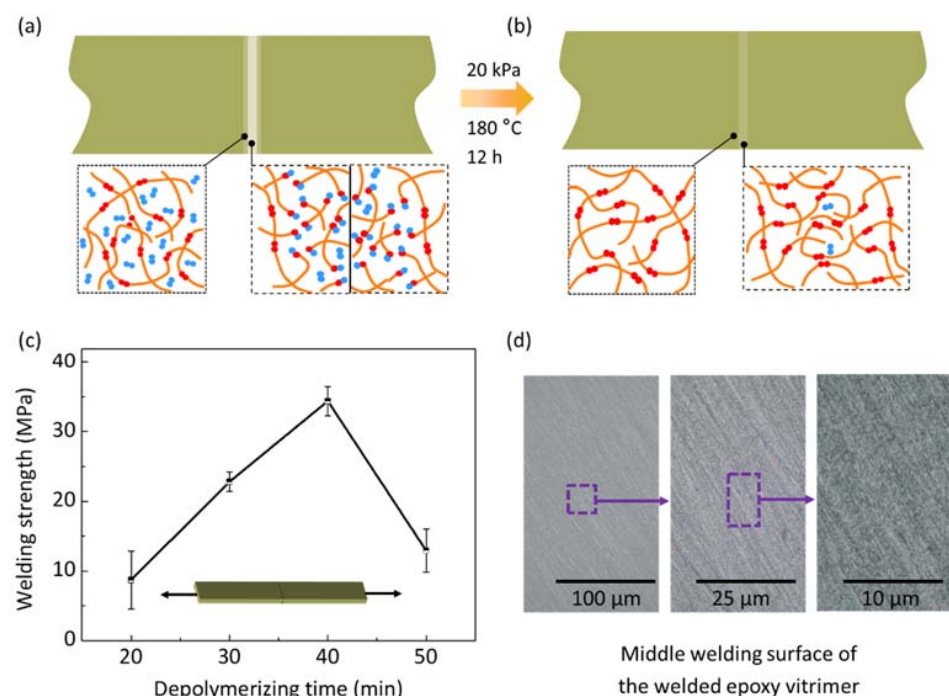 (a)
(b)
20 kPa
180 °C
12 h
(c)
(d)
40
30
20
10
0
Welding strength (MPa)
20
30
40
50
Depolymerizing time (min)
100 μm
25 μm
10 μm
Middle welding surface of
the welded epoxy vitrimer